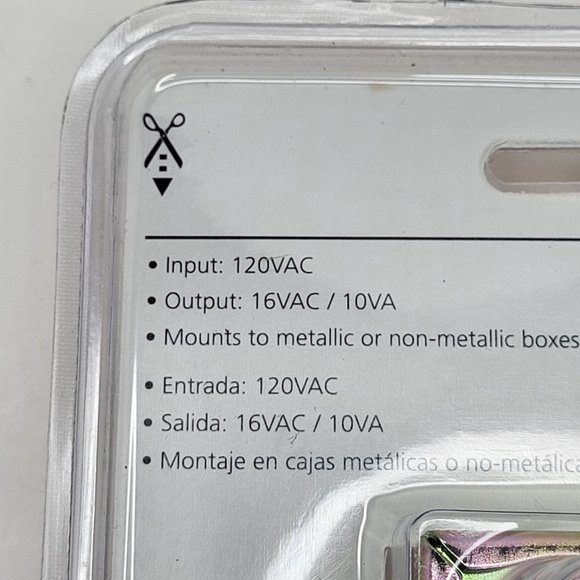 • Input: 120VAC
• Output: 16VAC / 10VA
• Mounts to metallic or non-metallic boxes
• Entrada: 120VAC
• Salida: 16VAC / 10VA
• Montaje en cajas metálicas o no-metálica